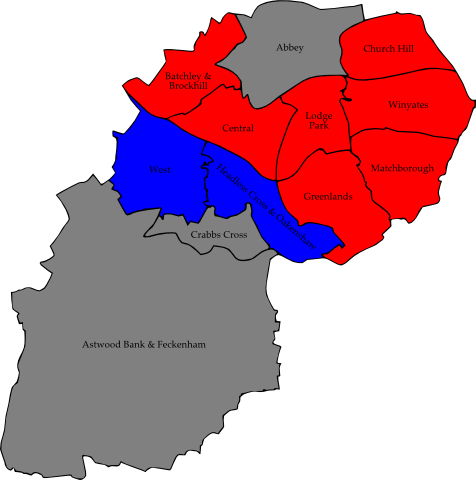 Abbey
Church Hill
Batchley &
Brockhill
Winyates
Lodge
Park
Central
West
Matchborough
Headless Cross & Oakenshaw
Greenlands
Crabbs Cross
Astwood Bank & Feckenham